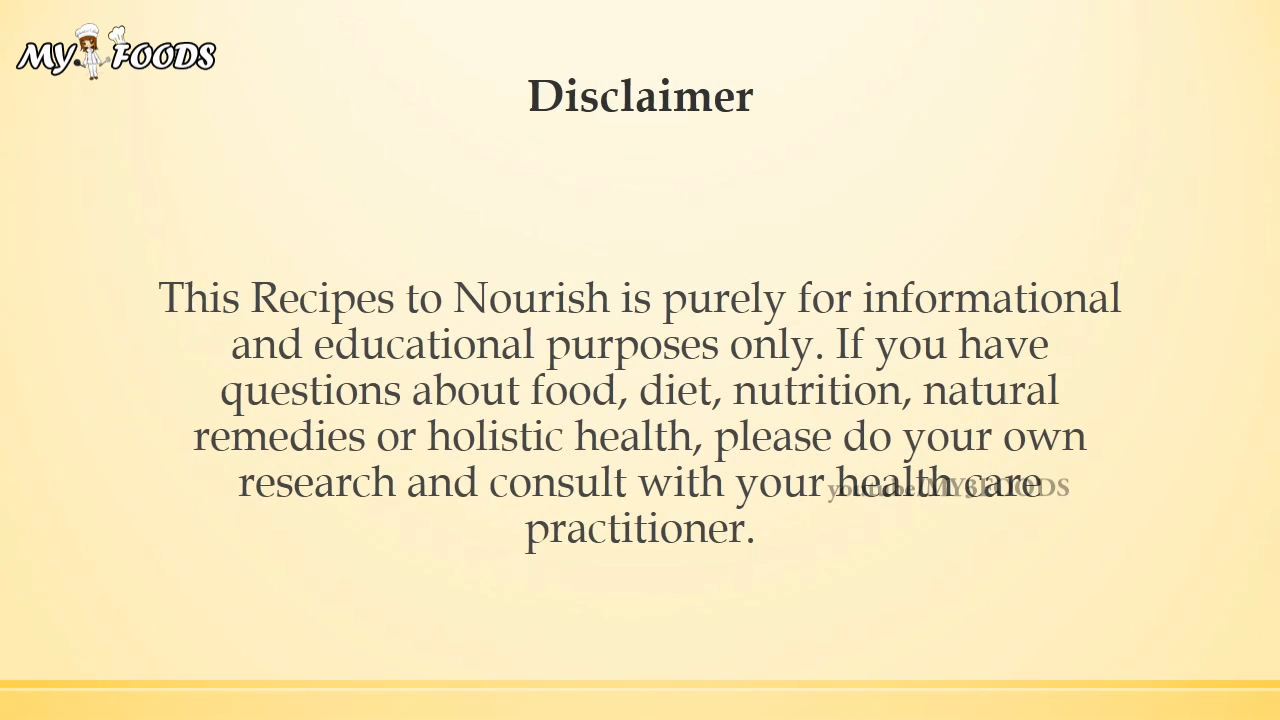 MY FOODS
Disclaimer
This Recipes to Nourish is purely for informational
and educational purposes only. If you have
questions about food, diet, nutrition, natural
remedies or holistic health, please do your own
research and consult with your health care
practitioner.